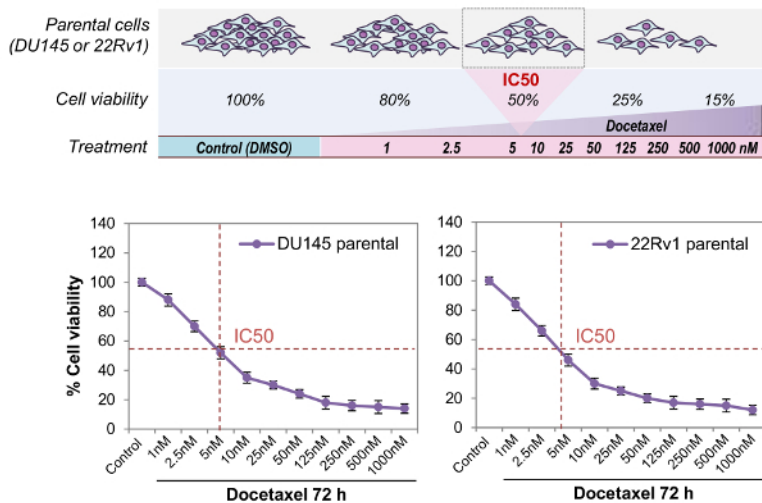 Parental cells
(DU145 or 22Rv1)
IC50
Cell viability 100% 80% 50% 25% 15%
Docetaxel
Treatment Control (DMSO) 1 2.5 5 10 25 50 125 250 500 1000 nM
% Cell viability
140
120
100
80
60
40
20
0
DU145 parental
IC50
Control 1nM 2.5nM 5nM 10nM 25nM 50nM 125nM 250nM 500nM 1000nM
Docetaxel 72 h
140
120
100
80
60
40
20
0
22Rv1 parental
IC50
Control 1nM 2.5nM 5nM 10nM 25nM 50nM 125nM 250nM 500nM 1000nM
Docetaxel 72 h